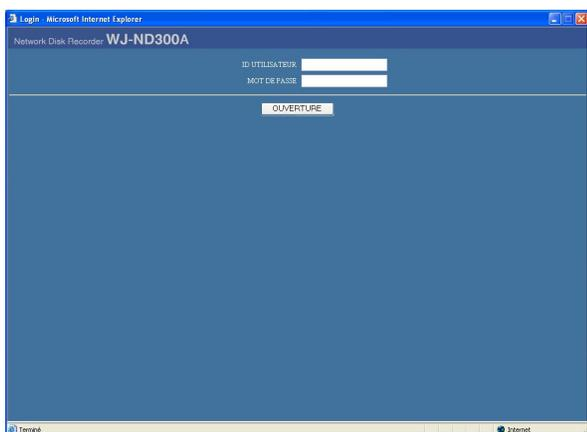 Login - Microsoft Internet Explorer
Network Disk Recorder WJ-ND300A
ID UTILISATEUR
MOT DE PASSE
OUVERTURE
Terminé Internet